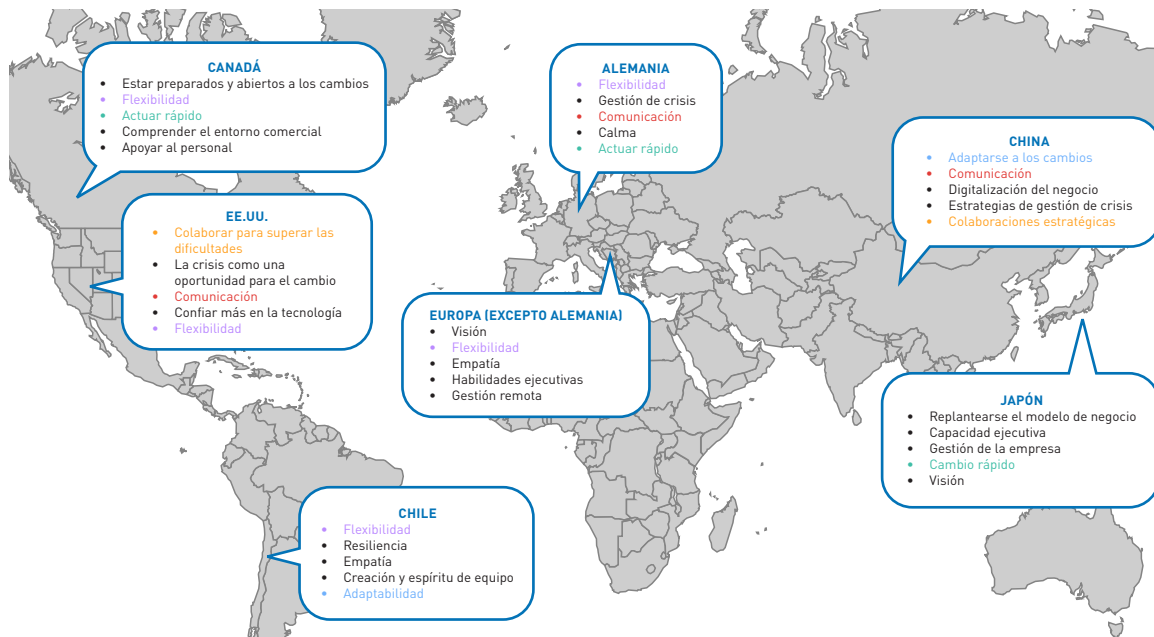 CANADÁ
• Estar preparados y abiertos a los cambios
• Flexibilidad
• Actuar rápido
• Comprender el entorno comercial
• Apoyar al personal
EE.UU.
• Colaborar para superar las
dificultades
• La crisis como una
oportunidad para el cambio
• Comunicación
• Confiar más en la tecnología
• Flexibilidad
CHILE
• Flexibilidad
• Resiliencia
• Empatía
• Creación y espíritu de equipo
• Adaptabilidad
ALEMANIA
• Flexibilidad
• Gestión de crisis
• Comunicación
• Calma
• Actuar rápido
EUROPA (EXCEPTO ALEMANIA)
• Visión
• Flexibilidad
• Empatía
• Habilidades ejecutivas
• Gestión remota
CHINA
• Adaptarse a los cambios
• Comunicación
• Digitalización del negocio
• Estrategias de gestión de crisis
• Colaboraciones estratégicas
JAPÓN
• Replantearse el modelo de negocio
• Capacidad ejecutiva
• Gestión de la empresa
• Cambio rápido
• Visión